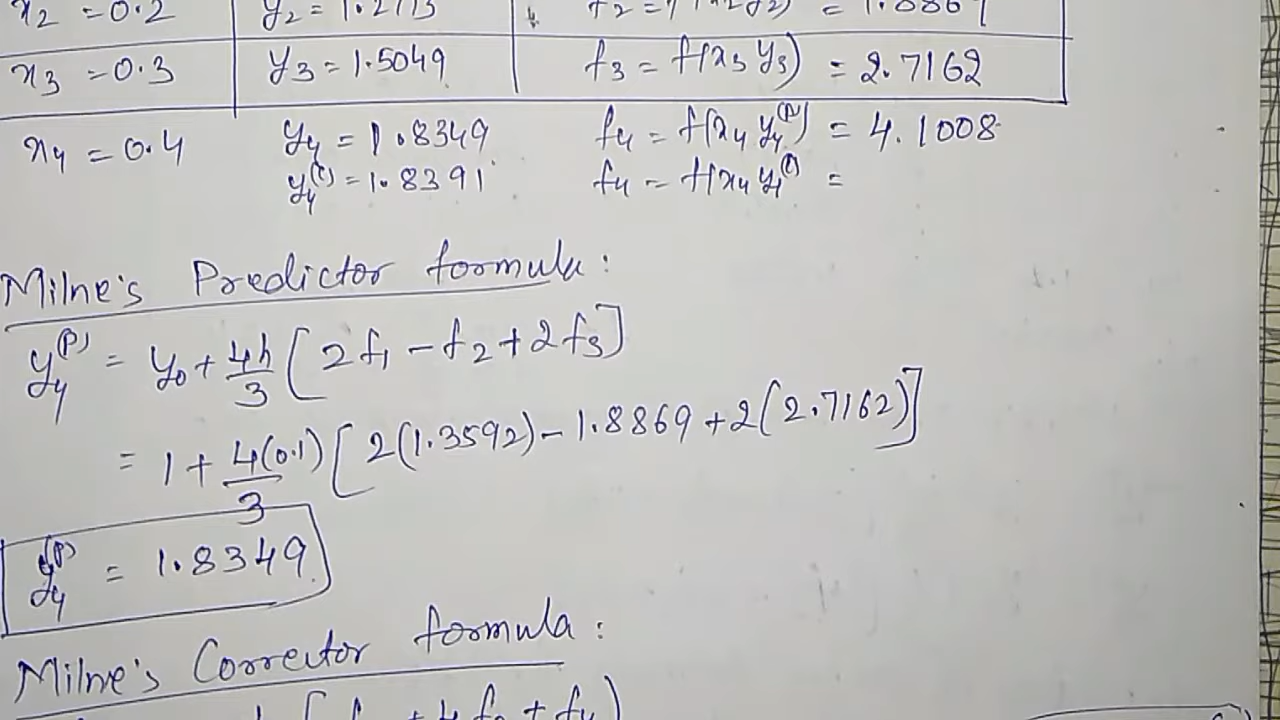 x₂ = 0.2 y₂ = 1.2773 f₂ = f(x₂ y₂) = 1.8869
x₃ = 0.3 y₃ = 1.5049 f₃ = f(x₃ y₃) = 2.7162
x₄ = 0.4 y₄ = 1.8349 f₄ = f(x₄ y₄⁽ᵖ⁾) = 4.1008
y₄⁽ᶜ⁾ = 1.8391 f₄ = f(x₄ y₄⁽ᶜ⁾) =
Milne's Predictor formula:
y₄⁽ᵖ⁾ = y₀ + 4h/3 [2f₁ - f₂ + 2f₃]
= 1 + 4(0.1)/3 [2(1.3592) - 1.8869 + 2(2.7162)]
y₄⁽ᵖ⁾ = 1.8349
Milne's Corrector formula:
+ 4f₃ + f₄)